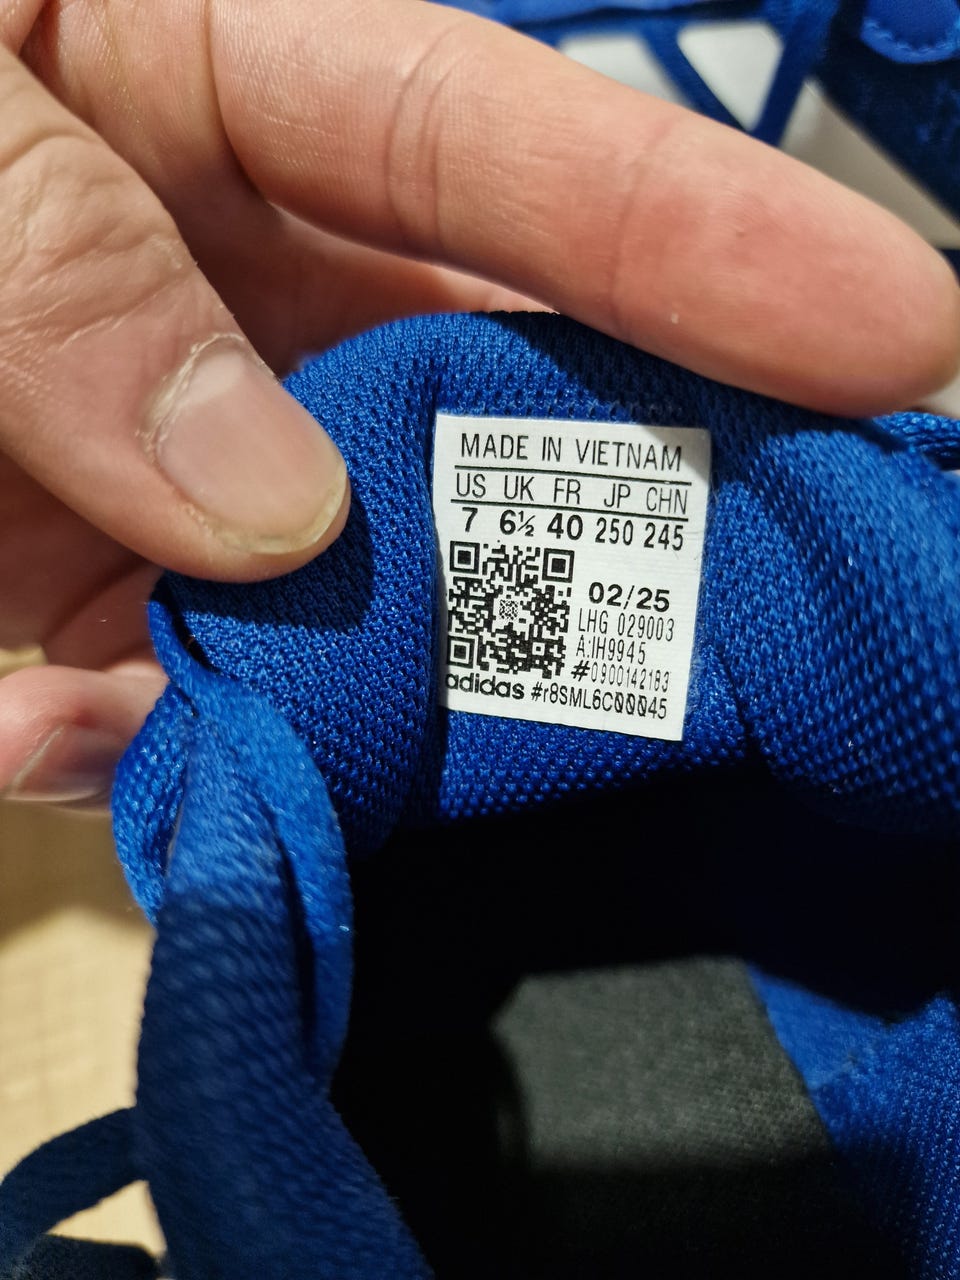 MADE IN VIETNAM
US UK FR JP CHN
7 6½ 40 250 245
02/25
LHG 029003
A:IH9945
#0900142183
adidas #r8SML6C00045